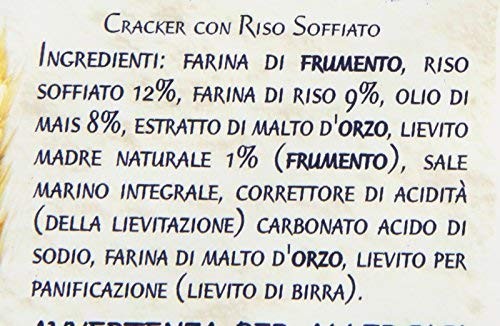 Cracker con Riso Soffiato
Ingredienti: farina di frumento, riso
soffiato 12%, farina di riso 9%, olio di
mais 8%, estratto di malto d'orzo, lievito
madre naturale 1% (frumento), sale
marino integrale, correttore di acidità
(della lievitazione) carbonato acido di
sodio, farina di malto d'orzo, lievito per
panificazione (lievito di birra).